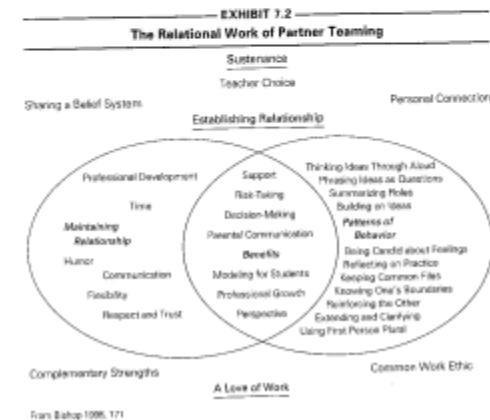 EXHIBIT 7.2
The Relational Work of Partner Teaming
Sustenance
Teacher Choice
Sharing a Belief System
Personal Connection
Establishing Relationship
Professional Development
Time
Maintaining
Relationship
Humor
Communication
Flexibility
Respect and Trust
Support
Risk-Taking
Decision-Making
Parental Communication
Benefits
Modeling for Students
Professional Growth
Perspective
Thinking Ideas Through Aloud
Phrasing Ideas as Questions
Summarizing Roles
Building on Ideas
Patterns of
Behavior
Being Candid about Feelings
Reflecting on Practice
Keeping Common Files
Knowing One's Boundaries
Reinforcing the Other
Extending and Clarifying
Using First Person Plural
Complementary Strengths
Common Work Ethic
A Love of Work
From Bishop 1998, 171